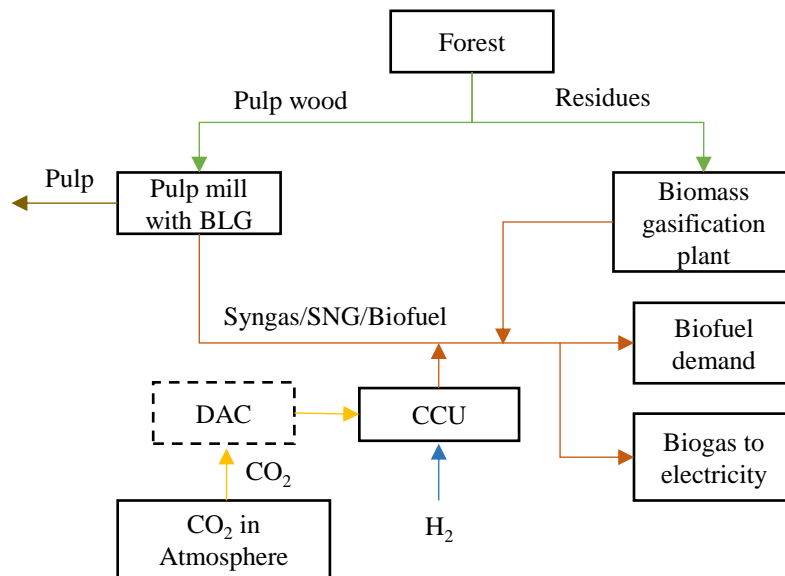 Forest
Pulp wood
Residues
Pulp
Pulp mill
with BLG
Biomass
gasification
plant
Syngas/SNG/Biofuel
Biofuel
demand
DAC
CCU
Biogas to
electricity
CO₂
CO₂ in
Atmosphere
H₂